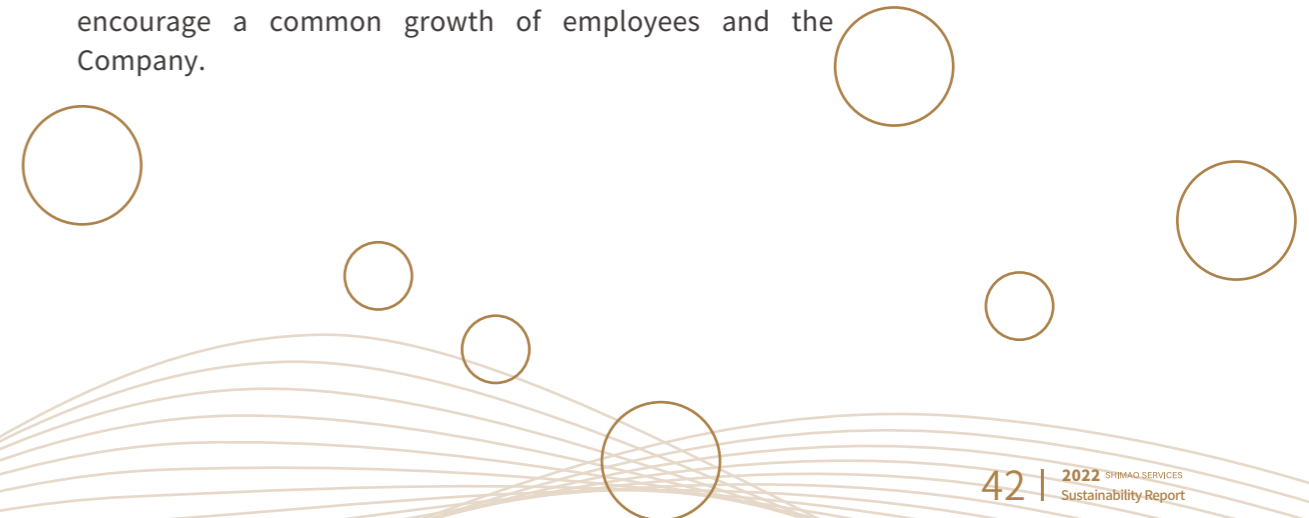 encourage a common growth of employees and the
Company.
42 | 2022 SHIMAO SERVICES
Sustainability Report